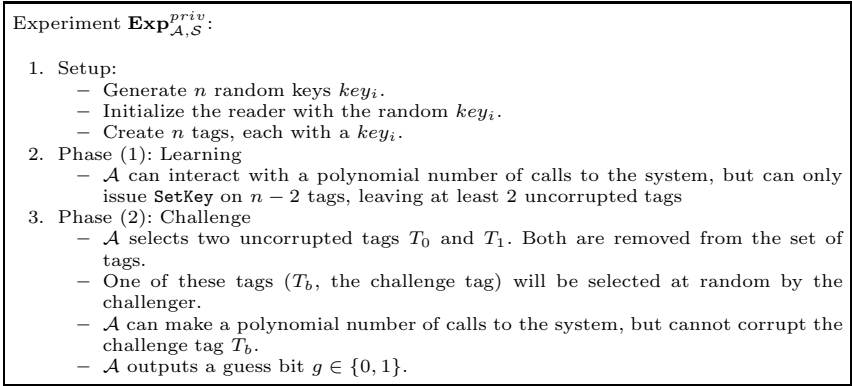 Experiment Exp^{priv}_{A,S}:
1. Setup:
– Generate n random keys key_i.
– Initialize the reader with the random key_i.
– Create n tags, each with a key_i.
2. Phase (1): Learning
– A can interact with a polynomial number of calls to the system, but can only
issue SetKey on n − 2 tags, leaving at least 2 uncorrupted tags
3. Phase (2): Challenge
– A selects two uncorrupted tags T_0 and T_1. Both are removed from the set of
tags.
– One of these tags (T_b, the challenge tag) will be selected at random by the
challenger.
– A can make a polynomial number of calls to the system, but cannot corrupt the
challenge tag T_b.
– A outputs a guess bit g ∈ {0, 1}.